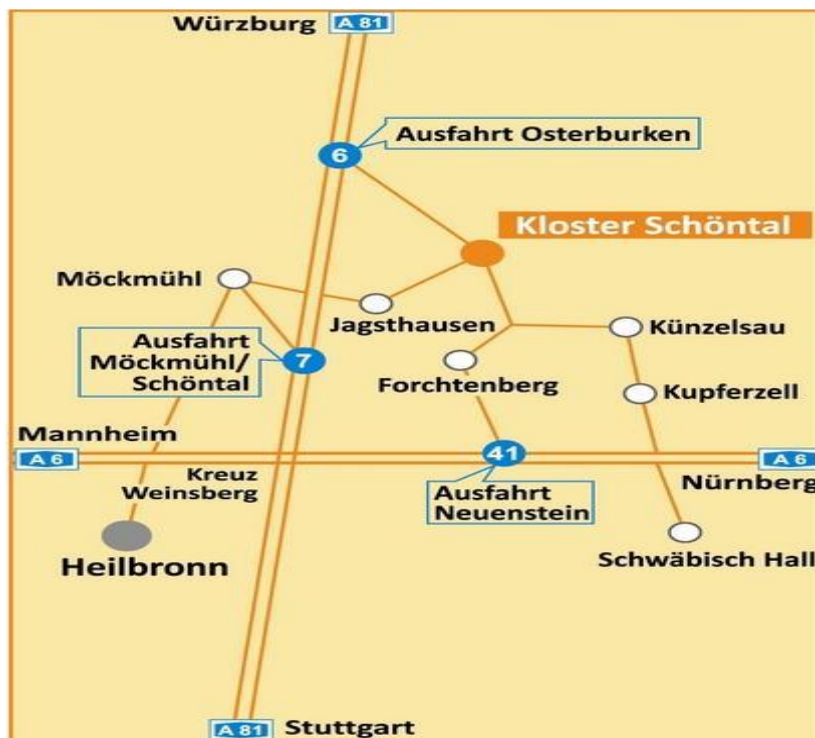 Würzburg
A 81
Ausfahrt Osterburken
6
Kloster Schöntal
Möckmühl
Jagsthausen
Künzelsau
Ausfahrt
Möckmühl/
Schöntal
7
Forchtenberg
Kupferzell
Mannheim
A 6
41
A 6
Kreuz
Weinsberg
Ausfahrt
Neuenstein
Nürnberg
Heilbronn
Schwäbisch Hall
A 81
Stuttgart